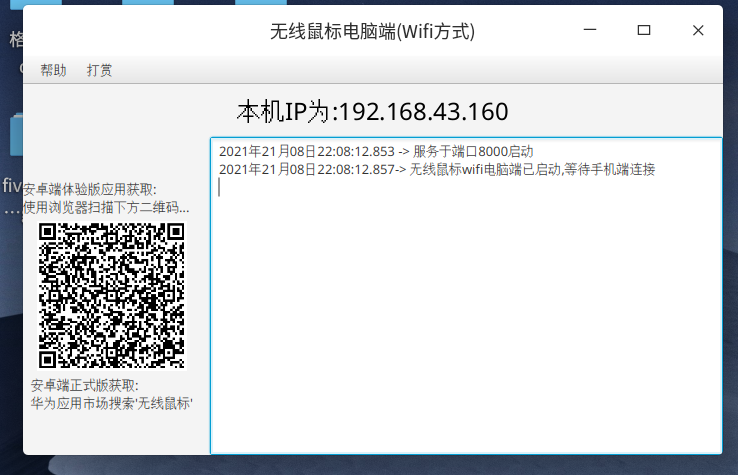 无线鼠标电脑端(Wifi方式)
帮助 打赏
本机IP为:192.168.43.160
2021年21月08日22:08:12.853 -> 服务于端口8000启动
2021年21月08日22:08:12.857-> 无线鼠标wifi电脑端已启动,等待手机端连接
安卓端体验版应用获取:
使用浏览器扫描下方二维码...
安卓端正式版获取:
华为应用市场搜索'无线鼠标'
格
fiv
...